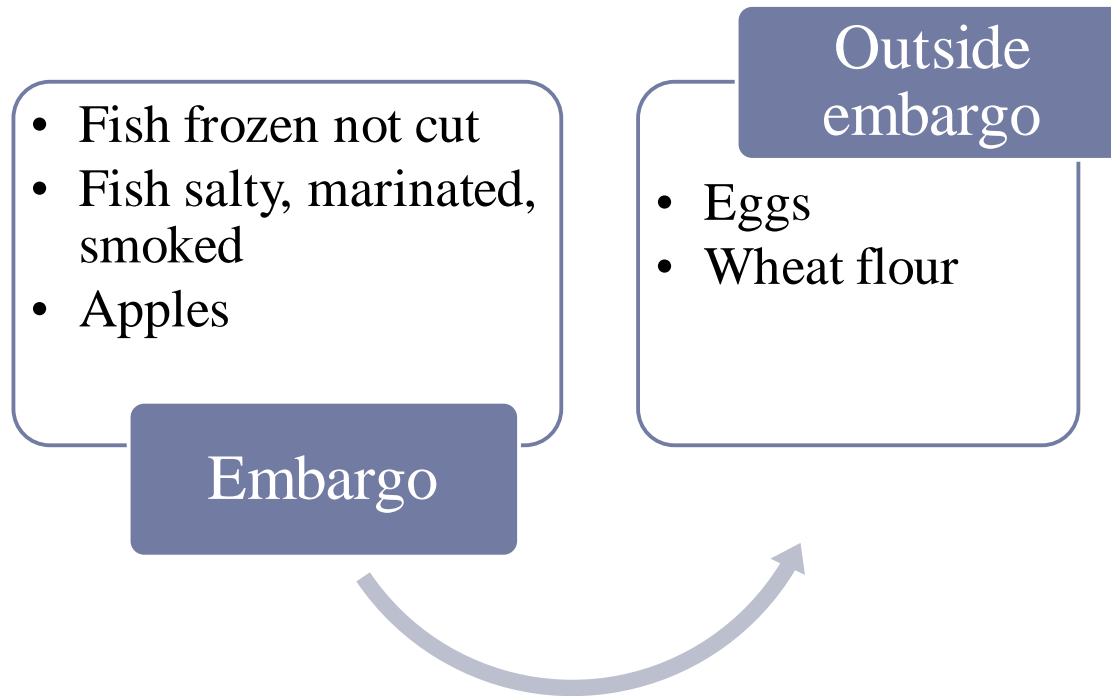 • Fish frozen not cut
• Fish salty, marinated,
smoked
• Apples
Embargo
Outside
embargo
• Eggs
• Wheat flour